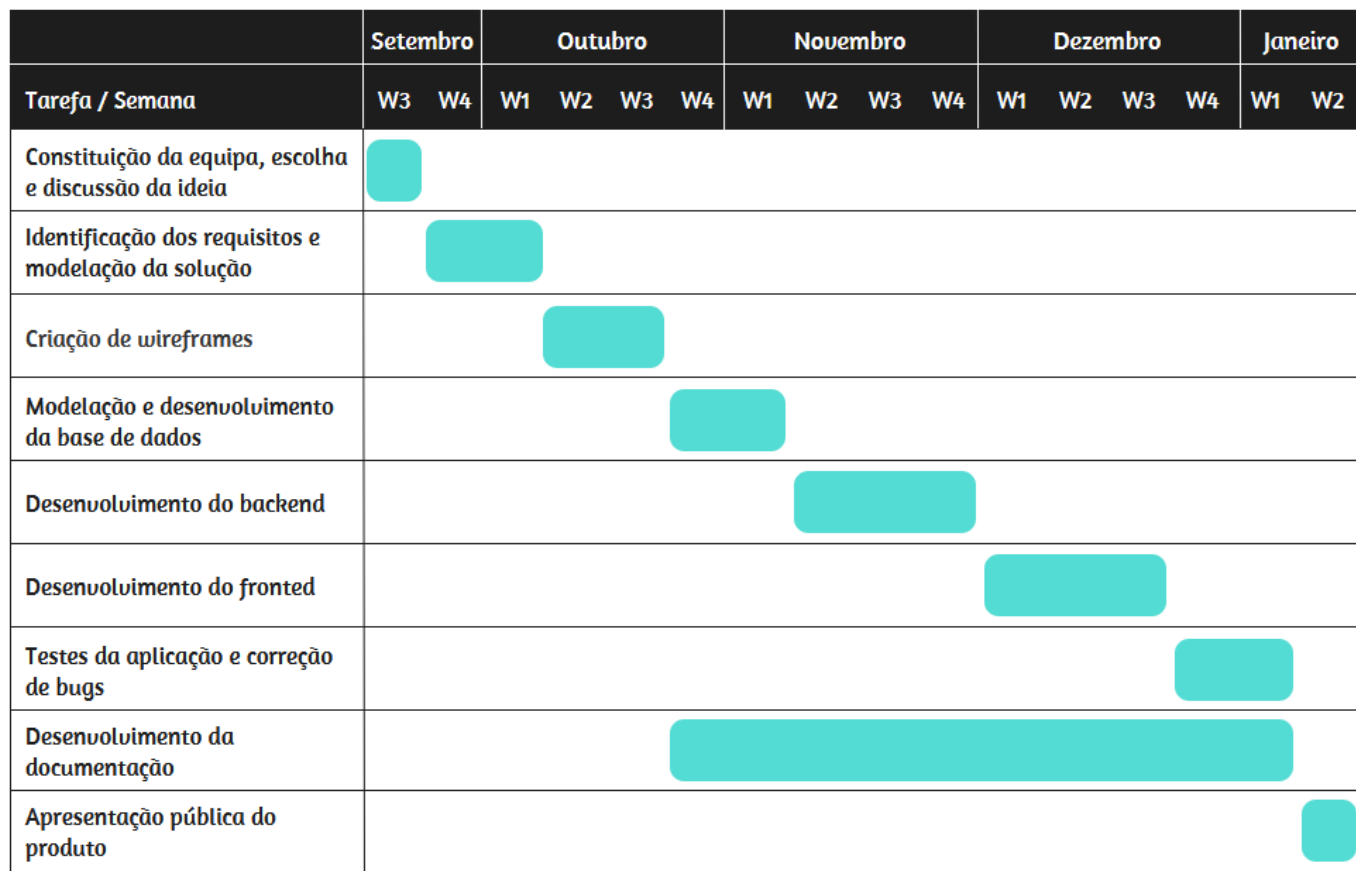 Setembro Outubro Novembro Dezembro Janeiro
Tarefa / Semana W3 W4 W1 W2 W3 W4 W1 W2 W3 W4 W1 W2 W3 W4 W1 W2
Constituição da equipa, escolha
e discussão da ideia
Identificação dos requisitos e
modelação da solução
Criação de wireframes
Modelação e desenvolvimento
da base de dados
Desenvolvimento do backend
Desenvolvimento do fronted
Testes da aplicação e correção
de bugs
Desenvolvimento da
documentação
Apresentação pública do
produto